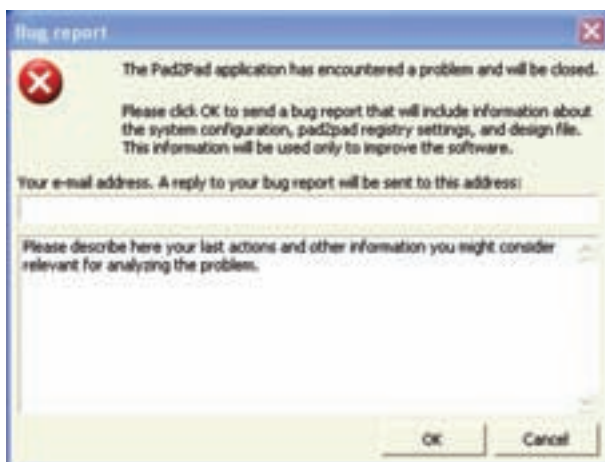 Bug report
The Pad2Pad application has encountered a problem and will be closed.
Please click OK to send a bug report that will include information about
the system configuration, pad2pad registry settings, and design file.
This information will be used only to improve the software.
Your e-mail address. A reply to your bug report will be sent to this address:
Please describe here your last actions and other information you might consider
relevant for analyzing the problem.
OK
Cancel